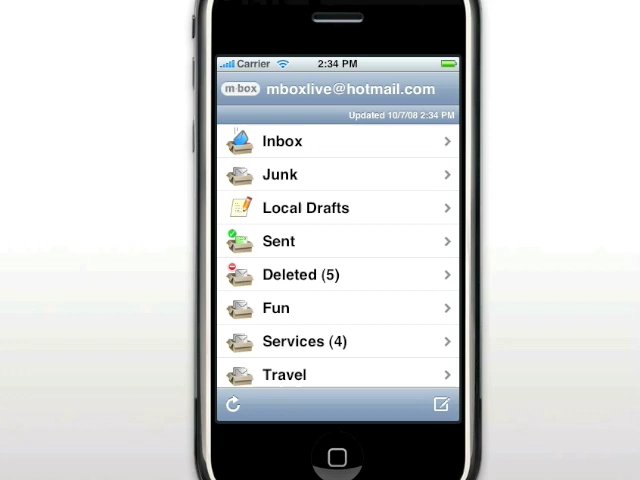 Carrier 2:34 PM
m·box mboxlive@hotmail.com
Updated 10/7/08 2:34 PM
Inbox
Junk
Local Drafts
Sent
Deleted (5)
Fun
Services (4)
Travel